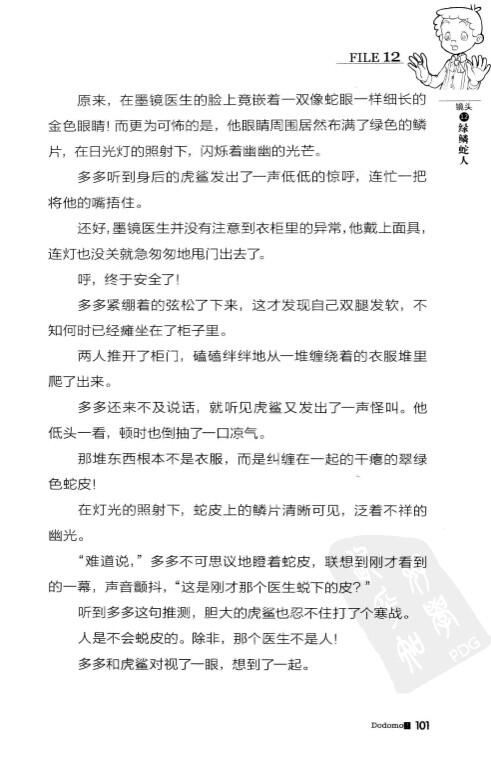 FILE 12
镜头
12
绿鳞蛇人
原来，在墨镜医生的脸上竟嵌着一双像蛇眼一样细长的
金色眼睛！而更为可怖的是，他眼睛周围居然布满了绿色的鳞
片，在日光灯的照射下，闪烁着幽幽的光芒。
多多听到身后的虎鲨发出了一声低低的惊呼，连忙一把
将他的嘴捂住。
还好，墨镜医生并没有注意到衣柜里的异常，他戴上面具，
连灯也没关就急匆匆地甩门出去了。
呼，终于安全了！
多多紧绷着的弦松了下来，这才发现自己双腿发软，不
知何时已经瘫坐在了柜子里。
两人推开了柜门，磕磕绊绊地从一堆缠绕着的衣服堆里
爬了出来。
多多还来不及说话，就听见虎鲨又发出了一声怪叫。他
低头一看，顿时也倒抽了一口凉气。
那堆东西根本不是衣服，而是纠缠在一起的干瘪的翠绿
色蛇皮！
在灯光的照射下，蛇皮上的鳞片清晰可见，泛着不祥的
幽光。
“难道说，”多多不可思议地瞪着蛇皮，联想到刚才看到
的一幕，声音颤抖，“这是刚才那个医生蜕下的皮？”
听到多多这句推测，胆大的虎鲨也忍不住打了个寒战。
人是不会蜕皮的。除非，那个医生不是人！
多多和虎鲨对视了一眼，想到了一起。
PDG
Dodomo 101